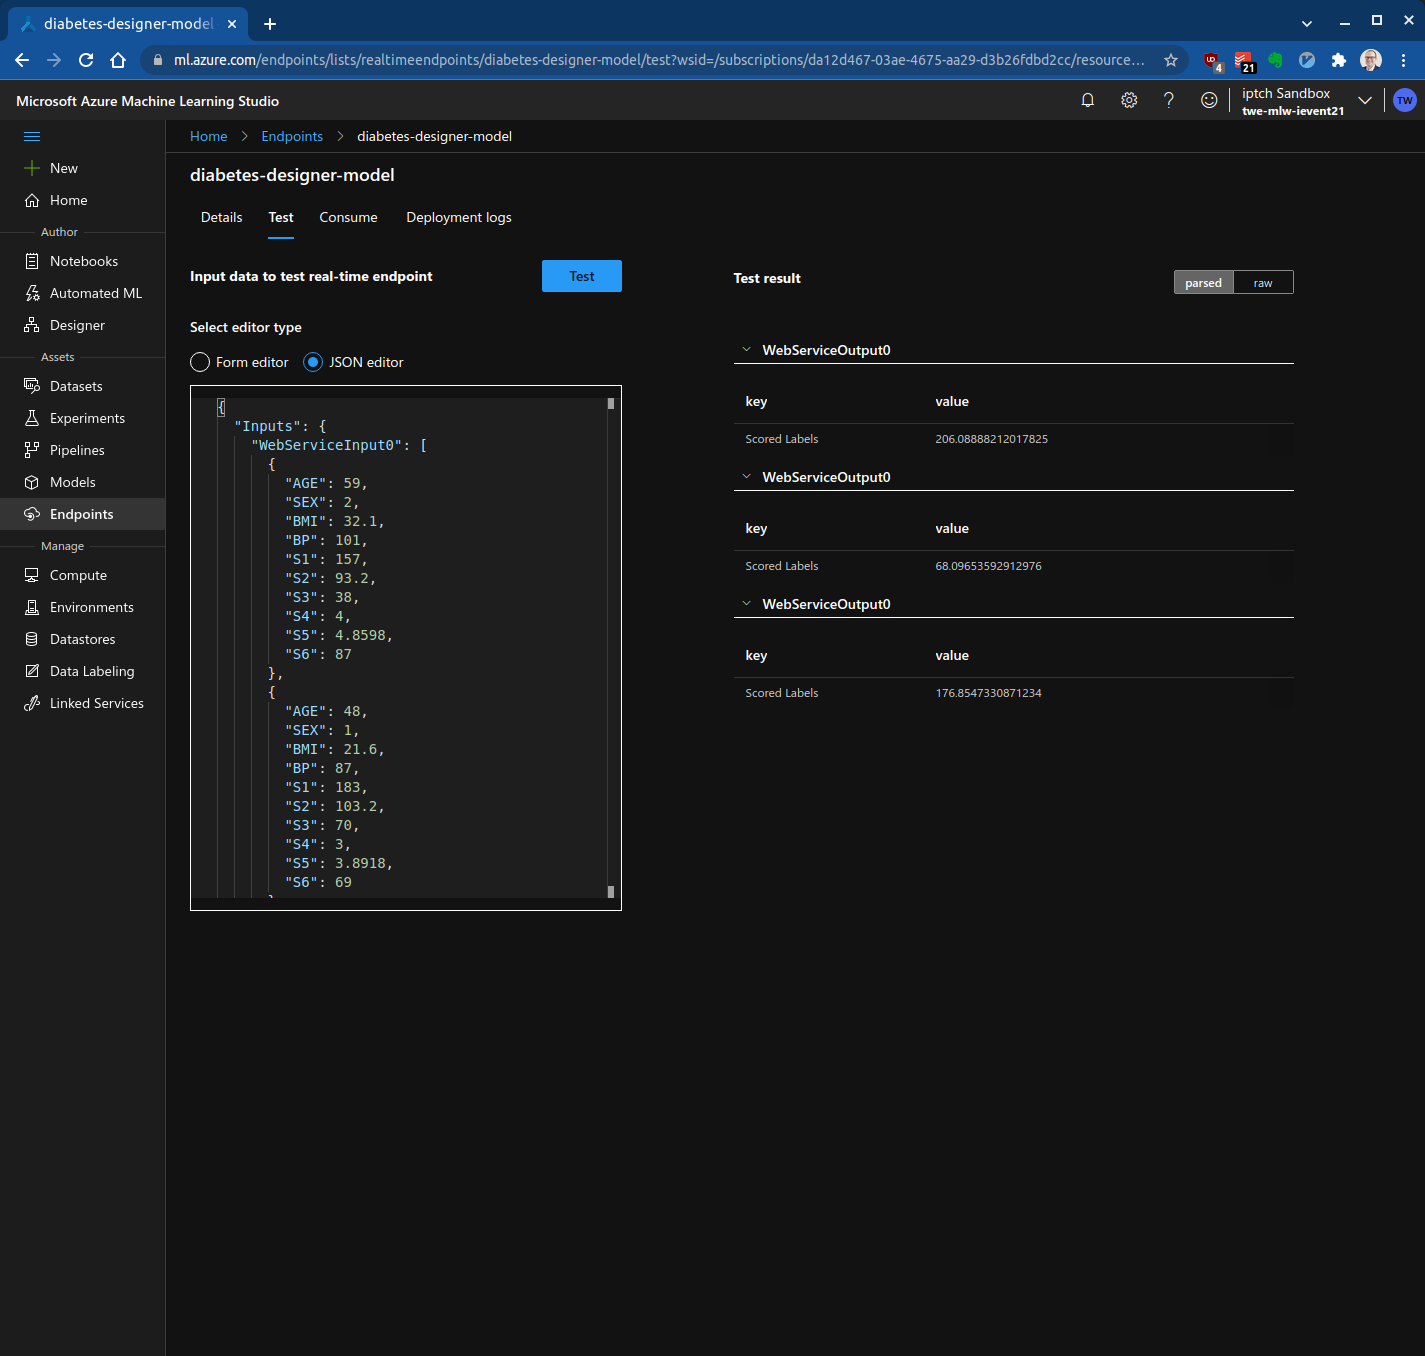 diabetes-designer-model
ml.azure.com/endpoints/lists/realtimeendpoints/diabetes-designer-model/test?wsid=/subscriptions/da12d467-03ae-4675-aa29-d3b26fdbd2cc/resource...
4
21
Microsoft Azure Machine Learning Studio
iptch Sandbox
twe-mlw-ievent21
TW
New
Home
Author
Notebooks
Automated ML
Designer
Assets
Datasets
Experiments
Pipelines
Models
Endpoints
Manage
Compute
Environments
Datastores
Data Labeling
Linked Services
Home > Endpoints > diabetes-designer-model
diabetes-designer-model
Details Test Consume Deployment logs
Input data to test real-time endpoint
Test
Select editor type
Form editor JSON editor
{
"Inputs": {
"WebServiceInput0": [
{
"AGE": 59,
"SEX": 2,
"BMI": 32.1,
"BP": 101,
"S1": 157,
"S2": 93.2,
"S3": 38,
"S4": 4,
"S5": 4.8598,
"S6": 87
},
{
"AGE": 48,
"SEX": 1,
"BMI": 21.6,
"BP": 87,
"S1": 183,
"S2": 103.2,
"S3": 70,
"S4": 3,
"S5": 3.8918,
"S6": 69
Test result
parsed raw
WebServiceOutput0
key value
Scored Labels 206.08888212017825
WebServiceOutput0
key value
Scored Labels 68.09653592912976
WebServiceOutput0
key value
Scored Labels 176.8547330871234